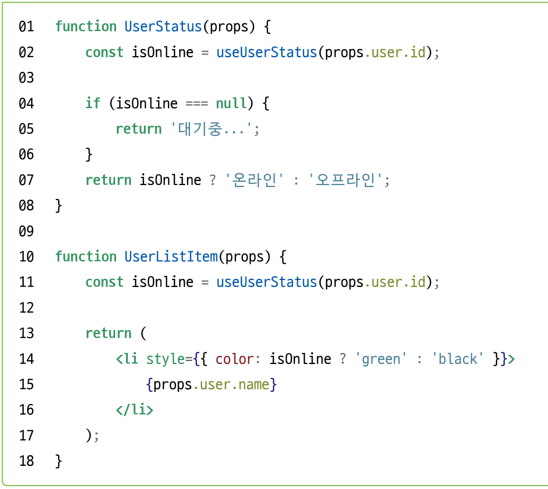 01 function UserStatus(props) {
02     const isOnline = useUserStatus(props.user.id);
03
04     if (isOnline === null) {
05         return '대기중...';
06     }
07     return isOnline ? '온라인' : '오프라인';
08 }
09
10 function UserListItem(props) {
11     const isOnline = useUserStatus(props.user.id);
12
13     return (
14         <li style={{ color: isOnline ? 'green' : 'black' }}>
15             {props.user.name}
16         </li>
17     );
18 }